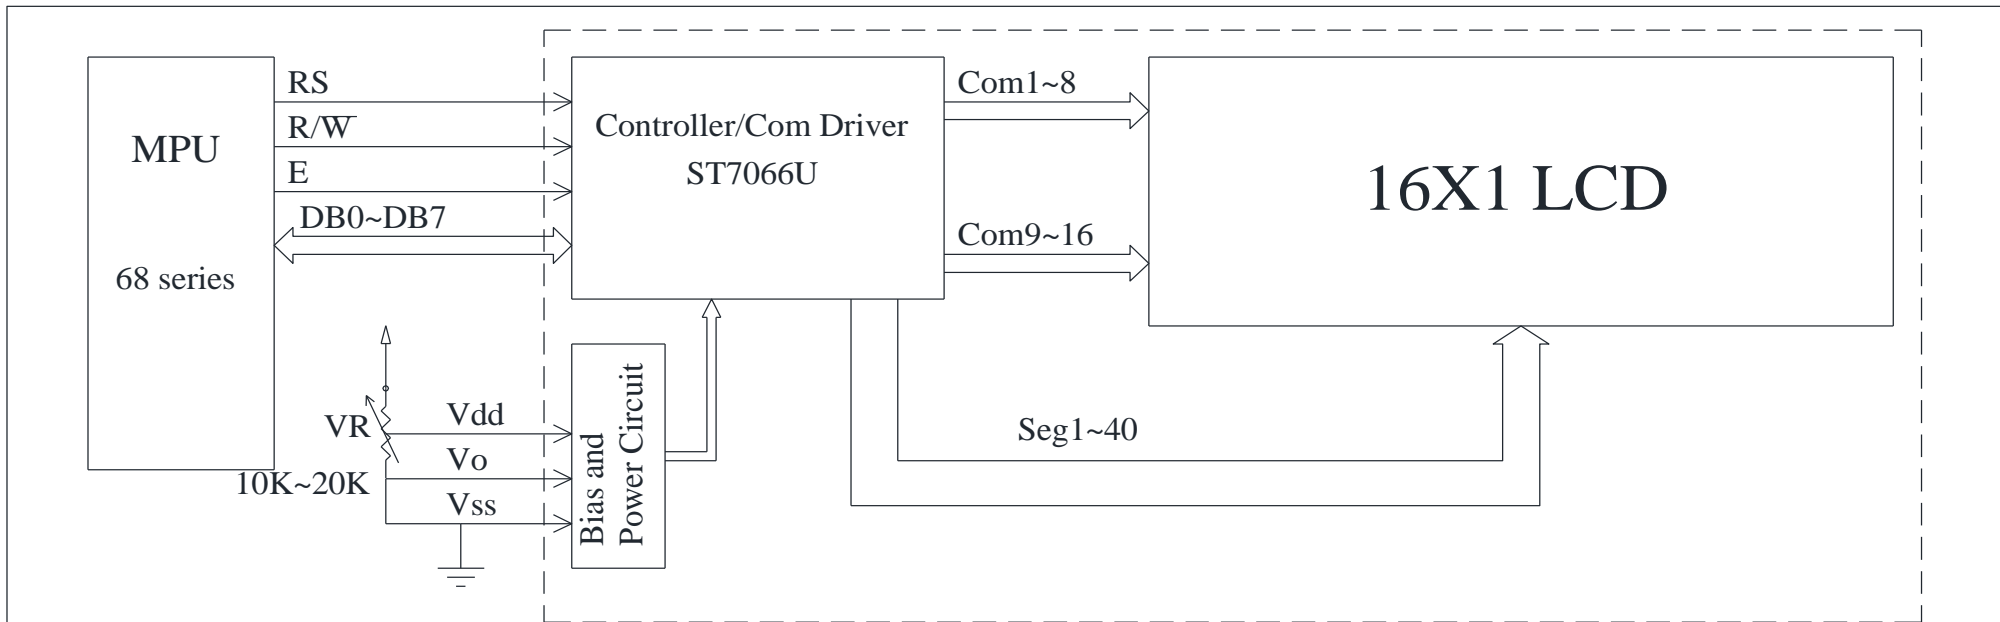 MPU
68 series
RS
R/W̅
E
DB0~DB7
Controller/Com Driver
ST7066U
Com1~8
Com9~16
16X1 LCD
VR
10K~20K
Vdd
Vo
Vss
Bias and
Power Circuit
Seg1~40